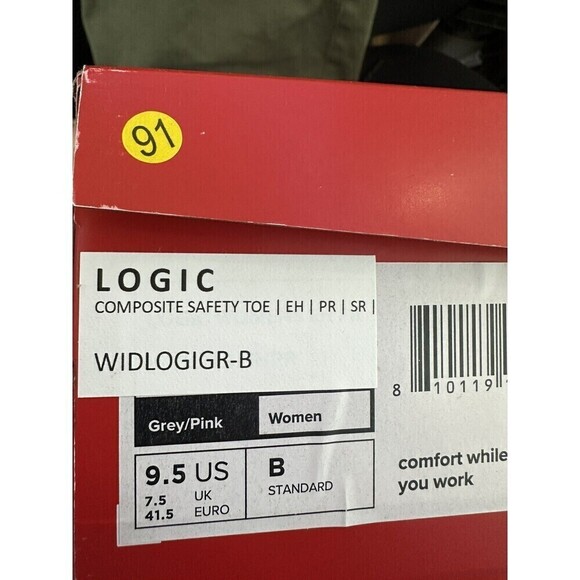 91
LOGIC
COMPOSITE SAFETY TOE | EH | PR | SR |
WIDLOGIGR-B
8 10119
Grey/Pink Women
9.5 US B
7.5 UK STANDARD
41.5 EURO
comfort while
you work